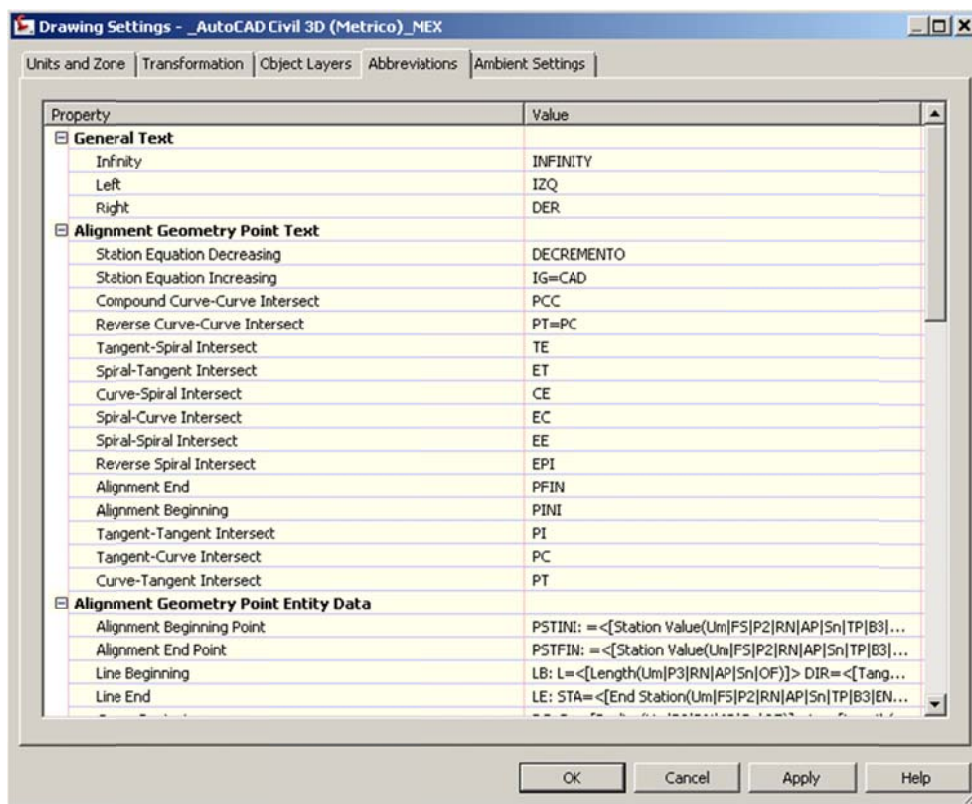 Drawing Settings - _AutoCAD Civil 3D (Metrico)_NEX
Units and Zone Transformation Object Layers Abbreviations Ambient Settings
Property Value
General Text
Infinity INFINITY
Left IZQ
Right DER
Alignment Geometry Point Text
Station Equation Decreasing DECREMENTO
Station Equation Increasing IG=CAD
Compound Curve-Curve Intersect PCC
Reverse Curve-Curve Intersect PT=PC
Tangent-Spiral Intersect TE
Spiral-Tangent Intersect ET
Curve-Spiral Intersect CE
Spiral-Curve Intersect EC
Spiral-Spiral Intersect EE
Reverse Spiral Intersect EPI
Alignment End PFIN
Alignment Beginning PINI
Tangent-Tangent Intersect PI
Tangent-Curve Intersect PC
Curve-Tangent Intersect PT
Alignment Geometry Point Entity Data
Alignment Beginning Point PSTINI: =<[Station Value(Um|FS|P2|RN|AP|Sn|TP|B3|...
Alignment End Point PSTFIN: =<[Station Value(Um|FS|P2|RN|AP|Sn|TP|B3|...
Line Beginning LB: L=<[Length(Um|P3|RN|AP|Sn|OF)]> DIR=<[Tang...
Line End LE: STA=<[End Station(Um|FS|P2|RN|AP|Sn|TP|B3|EN...
OK Cancel Apply Help